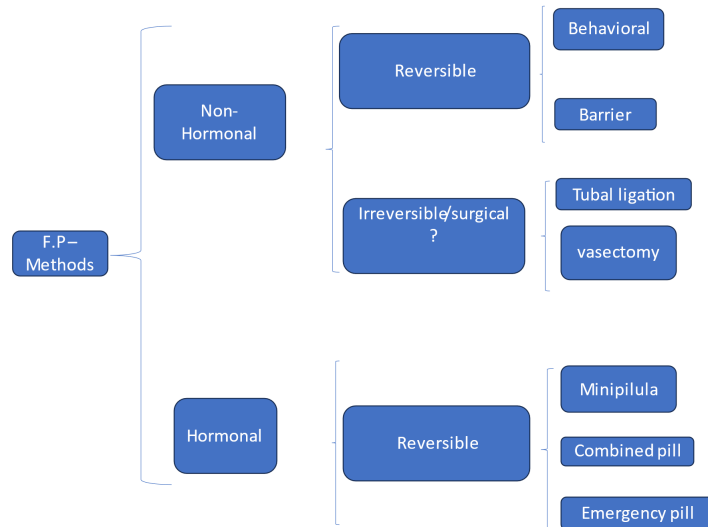 F.P–
Methods
Non-
Hormonal
Reversible
Behavioral
Barrier
Irreversible/surgical
?
Tubal ligation
vasectomy
Hormonal
Reversible
Minipilula
Combined pill
Emergency pill